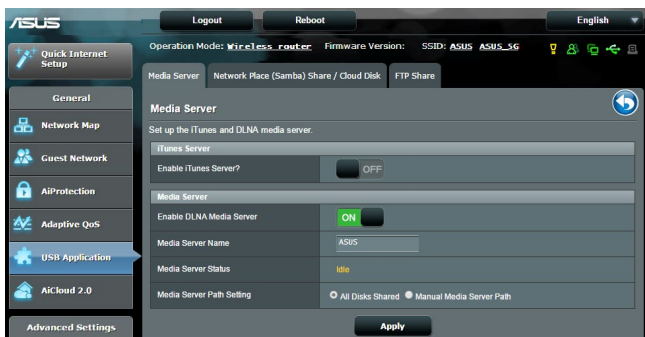 ASUS
Logout Reboot English
Quick Internet
Setup
Operation Mode: Wireless router Firmware Version: SSID: ASUS ASUS_5G
Media Server Network Place (Samba) Share / Cloud Disk FTP Share
General
Network Map
Guest Network
AiProtection
Adaptive QoS
USB Application
AiCloud 2.0
Advanced Settings
Media Server
Set up the iTunes and DLNA media server.
iTunes Server
Enable iTunes Server? OFF
Media Server
Enable DLNA Media Server ON
Media Server Name ASUS
Media Server Status Idle
Media Server Path Setting All Disks Shared Manual Media Server Path
Apply